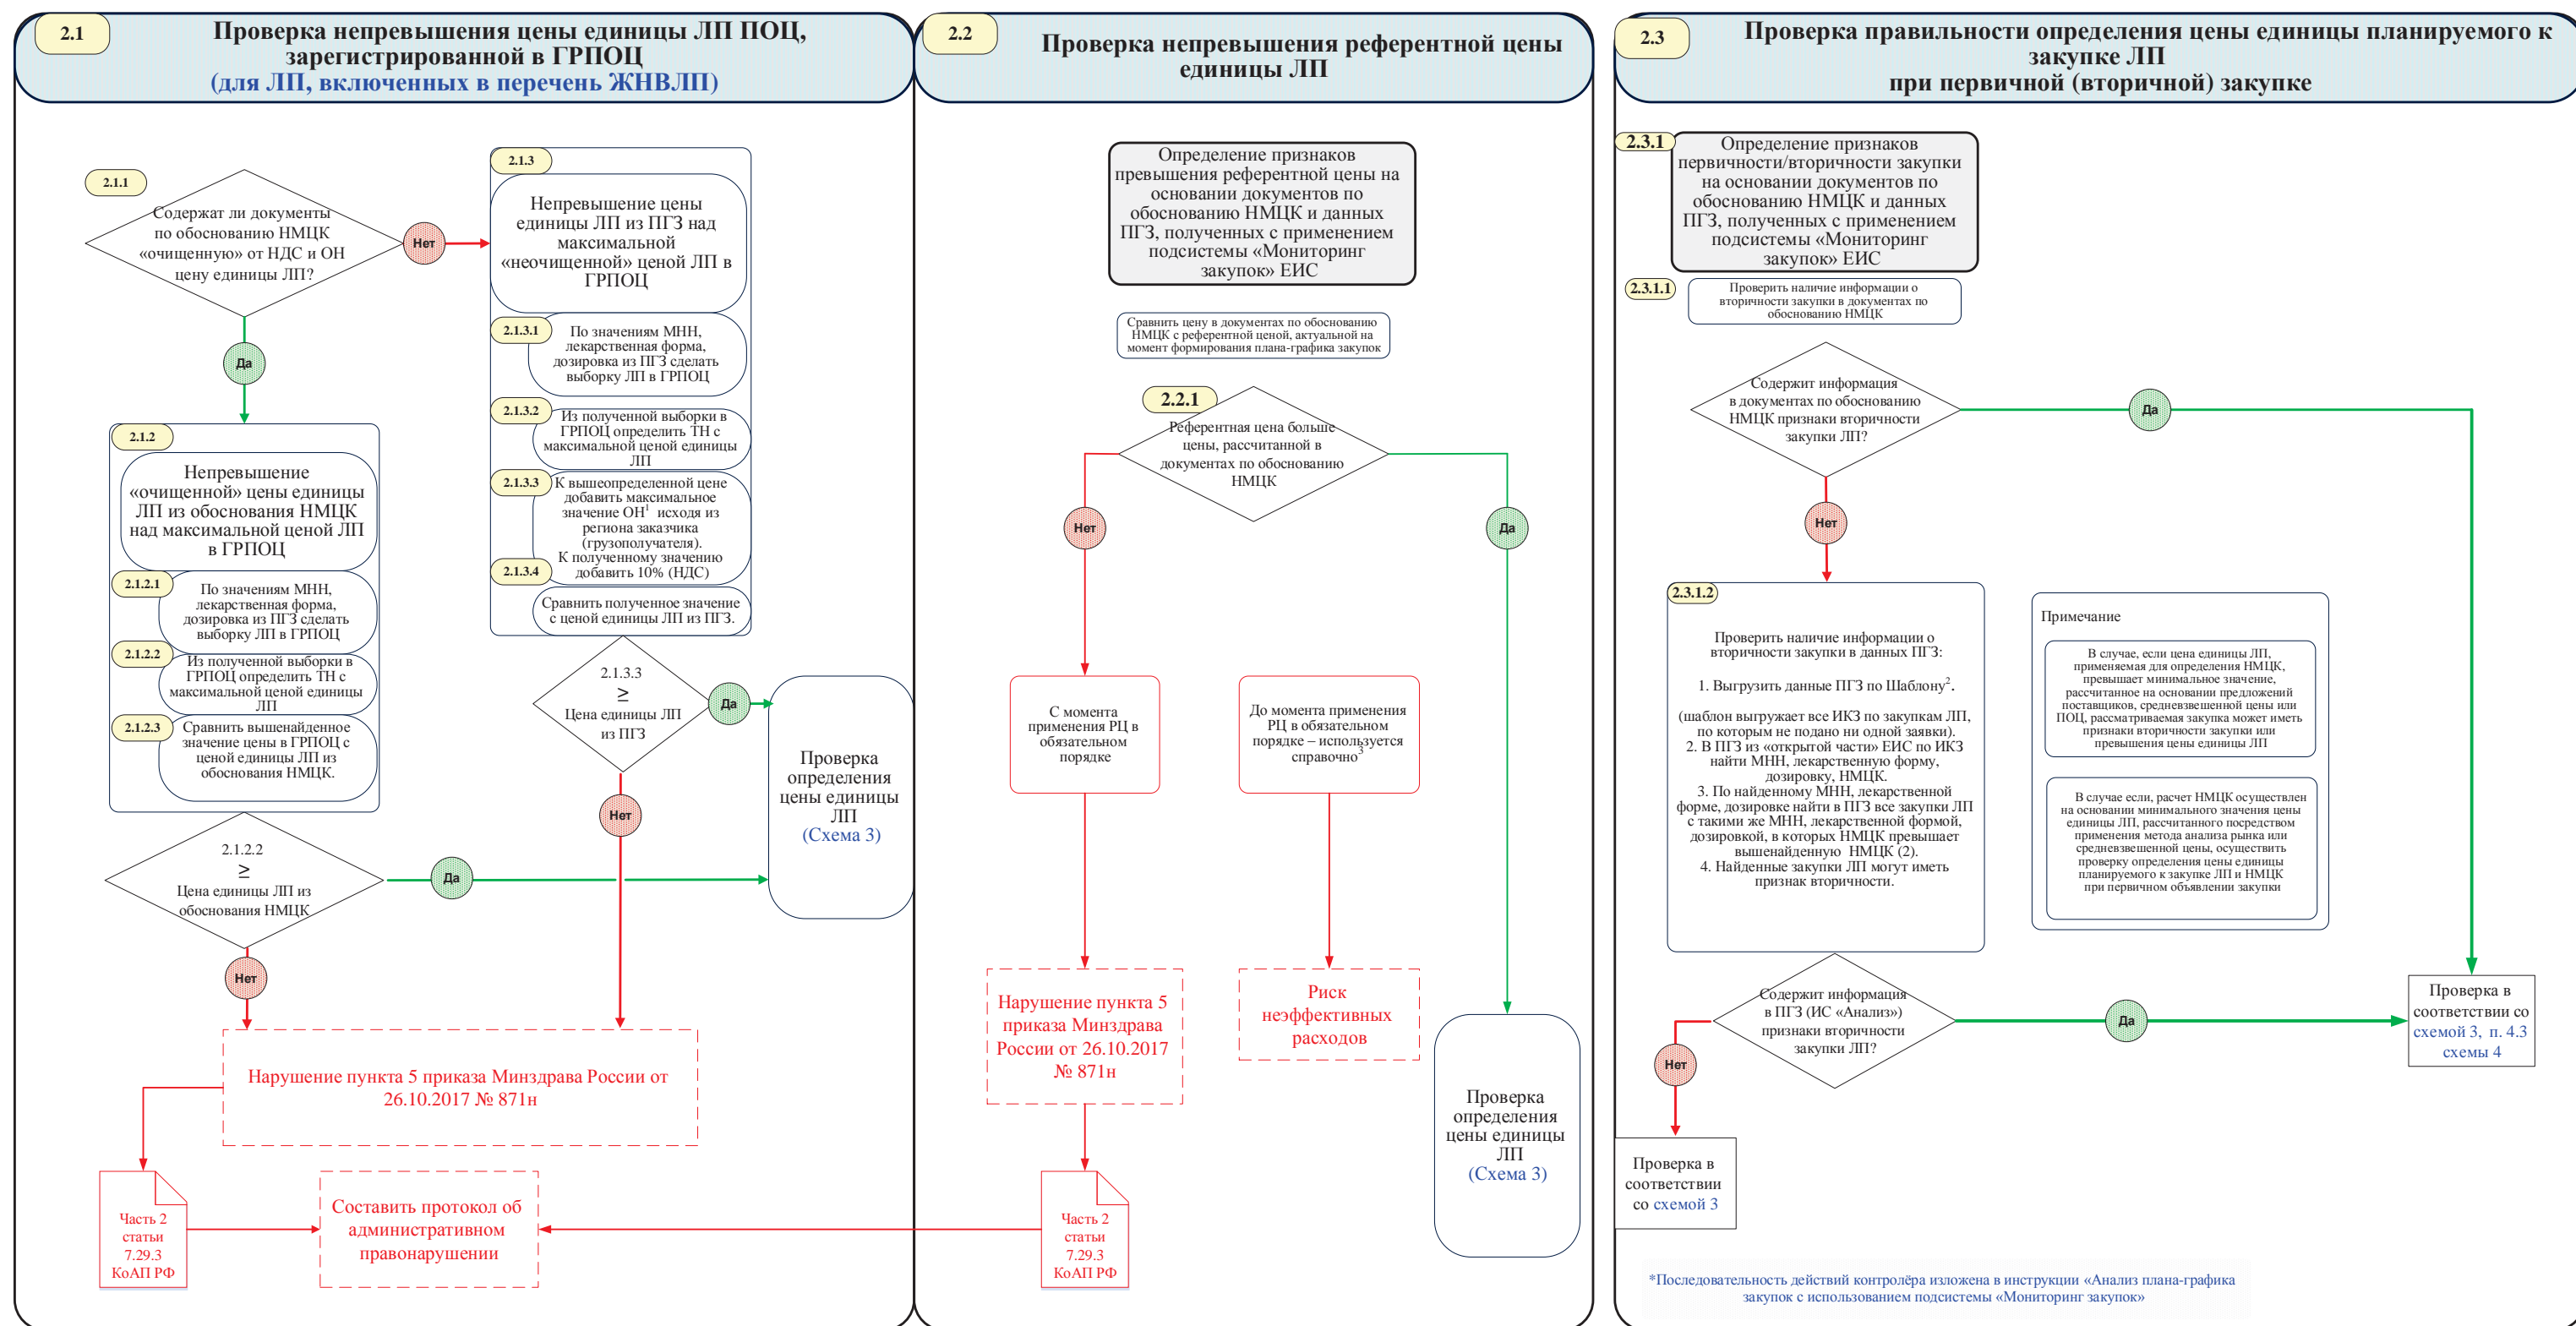 2.1
Проверка непревышения цены единицы ЛП ПОЦ,
зарегистрированной в ГРПОЦ
(для ЛП, включенных в перечень ЖНВЛП)
2.1.1
Содержат ли документы
по обоснованию НМЦК
«очищенную» от НДС и ОН
цену единицы ЛП?
Нет
Да
2.1.2
Непревышение
«очищенной» цены единицы
ЛП из обоснования НМЦК
над максимальной ценой ЛП
в ГРПОЦ
2.1.2.1
По значениям МНН,
лекарственная форма,
дозировка из ПГЗ сделать
выборку ЛП в ГРПОЦ
2.1.2.2
Из полученной выборки в
ГРПОЦ определить ТН с
максимальной ценой единицы
ЛП
2.1.2.3
Сравнить вышенайденное
значение цены в ГРПОЦ с
ценой единицы ЛП из
обоснования НМЦК.
2.1.2.2
≥
Цена единицы ЛП из
обоснования НМЦК
Да
Нет
2.1.3
Непревышение цены
единицы ЛП из ПГЗ над
максимальной
«неочищенной» ценой ЛП в
ГРПОЦ
2.1.3.1
По значениям МНН,
лекарственная форма,
дозировка из ПГЗ сделать
выборку ЛП в ГРПОЦ
2.1.3.2
Из полученной выборки в
ГРПОЦ определить ТН с
максимальной ценой единицы
ЛП
2.1.3.3
К вышеопределенной цене
добавить максимальное
значение ОН¹ исходя из
региона заказчика
(грузополучателя).
К полученному значению
добавить 10% (НДС)
2.1.3.4
Сравнить полученное значение
с ценой единицы ЛП из ПГЗ.
2.1.3.3
≥
Цена единицы ЛП
из ПГЗ
Да
Нет
Проверка
определения
цены единицы
ЛП
(Схема 3)
Нарушение пункта 5 приказа Минздрава России от
26.10.2017 № 871н
Часть 2
статьи
7.29.3
КоАП РФ
Составить протокол об
административном
правонарушении
2.2
Проверка непревышения референтной цены
единицы ЛП
Определение признаков
превышения референтной цены на
основании документов по
обоснованию НМЦК и данных
ПГЗ, полученных с применением
подсистемы «Мониторинг
закупок» ЕИС
Сравнить цену в документах по обоснованию
НМЦК с референтной ценой, актуальной на
момент формирования плана-графика закупок
2.2.1
Референтная цена больше
цены, рассчитанной в
документах по обоснованию
НМЦК
Нет
Да
С момента
применения РЦ в
обязательном
порядке
До момента применения
РЦ в обязательном
порядке – используется
справочно³
Нарушение пункта 5
приказа Минздрава
России от 26.10.2017
№ 871н
Риск
неэффективных
расходов
Часть 2
статьи
7.29.3
КоАП РФ
Проверка
определения
цены единицы
ЛП
(Схема 3)
2.3
Проверка правильности определения цены единицы планируемого к
закупке ЛП
при первичной (вторичной) закупке
2.3.1
Определение признаков
первичности/вторичности закупки
на основании документов по
обоснованию НМЦК и данных
ПГЗ, полученных с применением
подсистемы «Мониторинг
закупок» ЕИС
2.3.1.1
Проверить наличие информации о
вторичности закупки в документах по
обоснованию НМЦК
Содержит информация
в документах по обоснованию
НМЦК признаки вторичности
закупки ЛП?
Да
Нет
2.3.1.2
Проверить наличие информации о
вторичности закупки в данных ПГЗ:
1. Выгрузить данные ПГЗ по Шаблону².
(шаблон выгружает все ИКЗ по закупкам ЛП,
по которым не подано ни одной заявки).
2. В ПГЗ из «открытой части» ЕИС по ИКЗ
найти МНН, лекарственную форму,
дозировку, НМЦК.
3. По найденному МНН, лекарственной
форме, дозировке найти в ПГЗ все закупки ЛП
с такими же МНН, лекарственной формой,
дозировкой, в которых НМЦК превышает
вышенайденную НМЦК (2).
4. Найденные закупки ЛП могут иметь
признак вторичности.
Примечание
В случае, если цена единицы ЛП,
применяемая для определения НМЦК,
превышает минимальное значение,
рассчитанное на основании предложений
поставщиков, средневзвешенной цены или
ПОЦ, рассматриваемая закупка может иметь
признаки вторичности закупки или
превышения цены единицы ЛП
В случае если, расчет НМЦК осуществлен
на основании минимального значения цены
единицы ЛП, рассчитанного посредством
применения метода анализа рынка или
средневзвешенной цены, осуществить
проверку определения цены единицы
планируемого к закупке ЛП и НМЦК
при первичном объявлении закупки
Содержит информация
в ПГЗ (ИС «Анализ»)
признаки вторичности
закупки ЛП?
Да
Нет
Проверка в
соответствии со
схемой 3, п. 4.3
схемы 4
Проверка в
соответствии
со схемой 3
*Последовательность действий контролёра изложена в инструкции «Анализ плана-графика
закупок с использованием подсистемы «Мониторинг закупок»